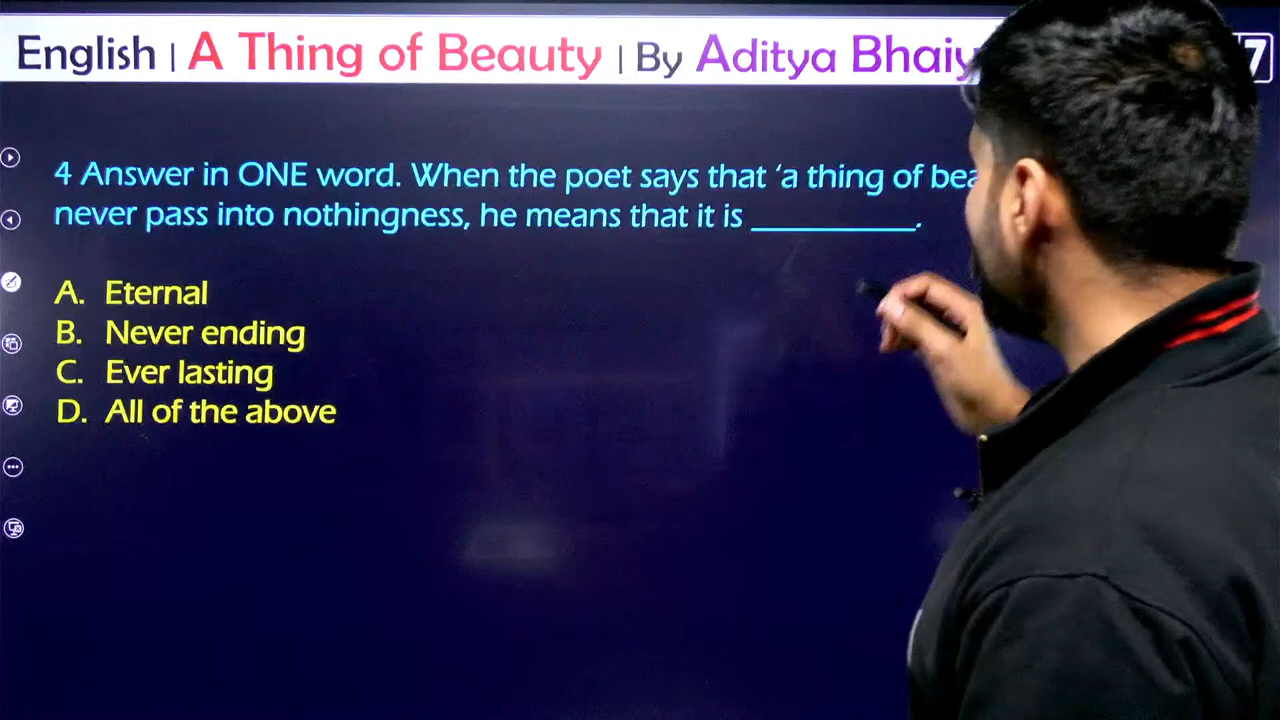 English | A Thing of Beauty | By Aditya Bhaiy
7
4 Answer in ONE word. When the poet says that ‘a thing of bea
never pass into nothingness, he means that it is __________.
A. Eternal
B. Never ending
C. Ever lasting
D. All of the above